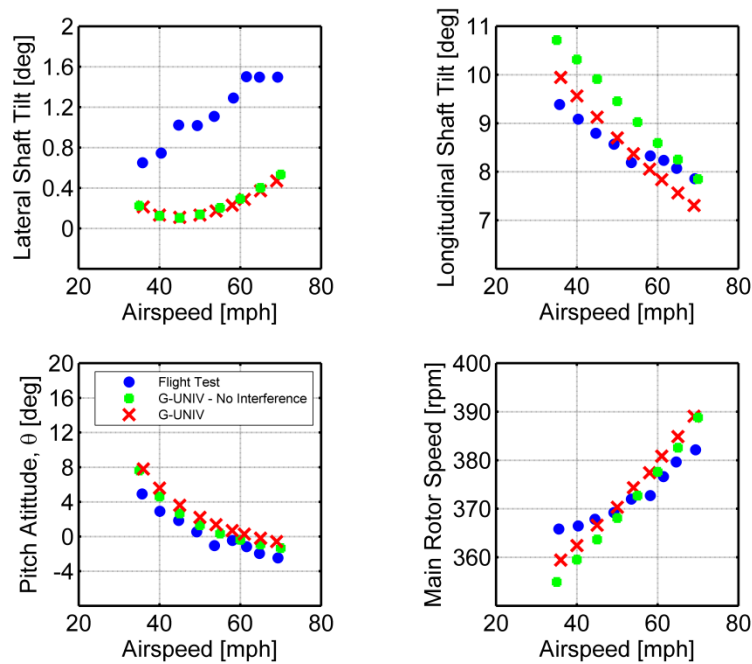 2
1.6
1.2
0.8
0.4
0
20 40 60 80
Airspeed [mph]
Lateral Shaft Tilt [deg]
11
10
9
8
7
20 40 60 80
Airspeed [mph]
Longitudinal Shaft Tilt [deg]
20
16
12
8
4
0
-4
20 40 60 80
Airspeed [mph]
Pitch Atittude, θ [deg]
Flight Test
G-UNIV - No Interference
G-UNIV
400
390
380
370
360
350
20 40 60 80
Airspeed [mph]
Main Rotor Speed [rpm]